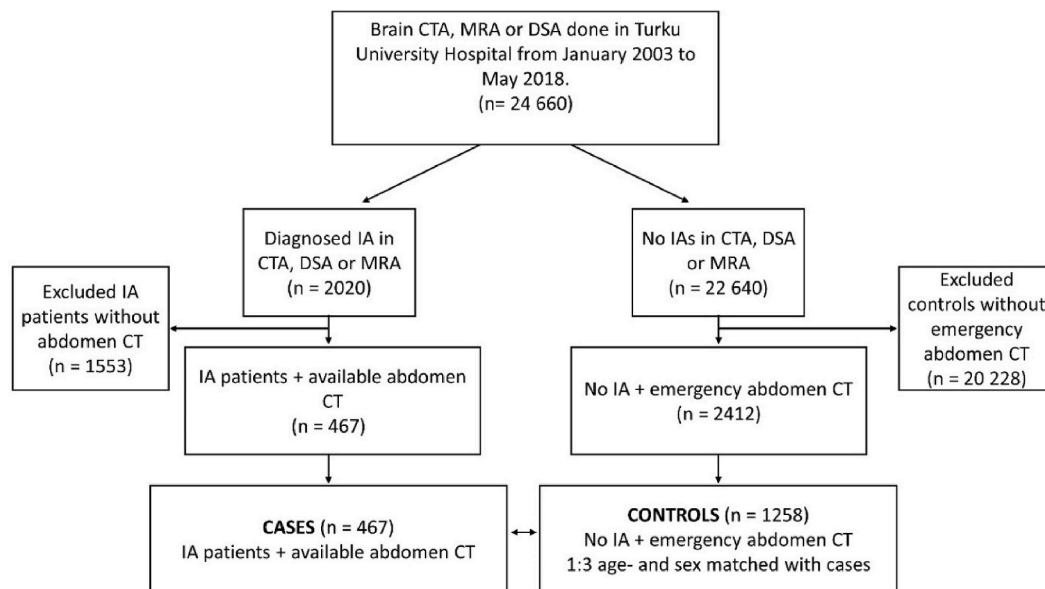 Brain CTA, MRA or DSA done in Turku
University Hospital from January 2003 to
May 2018.
(n= 24 660)
Diagnosed IA in
CTA, DSA or MRA
(n = 2020)
No IAs in CTA, DSA
or MRA
(n = 22 640)
Excluded IA
patients without
abdomen CT
(n = 1553)
Excluded
controls without
emergency
abdomen CT
(n = 20 228)
IA patients + available abdomen
CT
(n = 467)
No IA + emergency abdomen CT
(n = 2412)
CASES (n = 467)
IA patients + available abdomen CT
CONTROLS (n = 1258)
No IA + emergency abdomen CT
1:3 age- and sex matched with cases